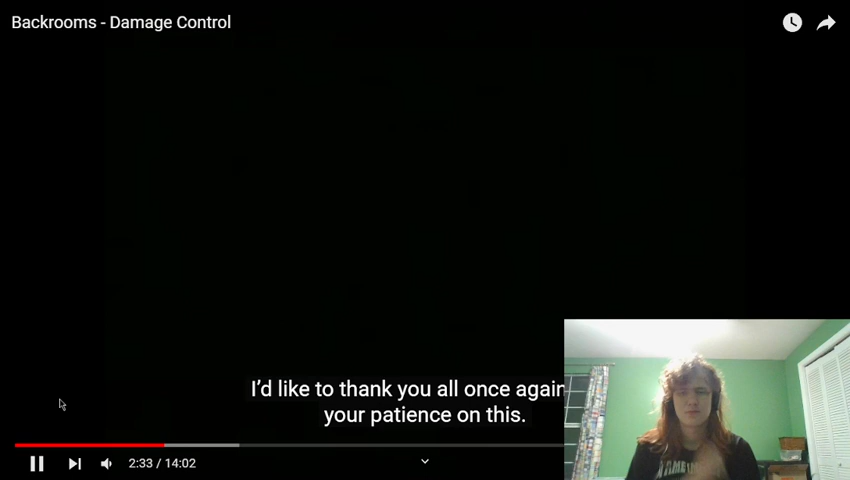 Backrooms - Damage Control
I'd like to thank you all once again
your patience on this.
2:33 / 14:02